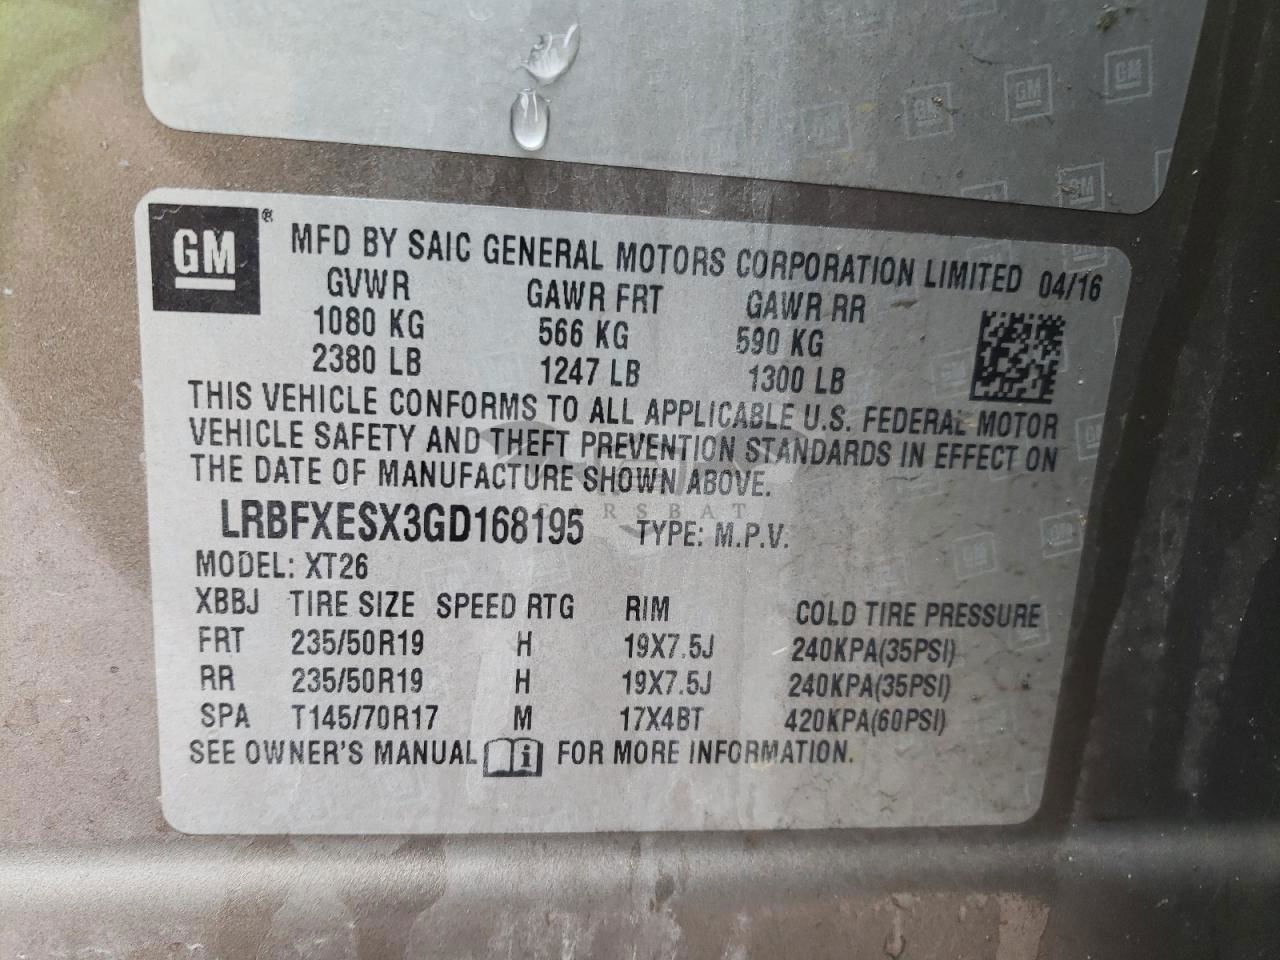 GM® MFD BY SAIC GENERAL MOTORS CORPORATION LIMITED 04/16
GVWR GAWR FRT GAWR RR
1080 KG 566 KG 590 KG
2380 LB 1247 LB 1300 LB
THIS VEHICLE CONFORMS TO ALL APPLICABLE U.S. FEDERAL MOTOR
VEHICLE SAFETY AND THEFT PREVENTION STANDARDS IN EFFECT ON
THE DATE OF MANUFACTURE SHOWN ABOVE.
LRBFXESX3GD168195 TYPE: M.P.V.
MODEL: XT26
XBBJ TIRE SIZE SPEED RTG RIM COLD TIRE PRESSURE
FRT 235/50R19 H 19X7.5J 240KPA(35PSI)
RR 235/50R19 H 19X7.5J 240KPA(35PSI)
SPA T145/70R17 M 17X4BT 420KPA(60PSI)
SEE OWNER'S MANUAL i FOR MORE INFORMATION.